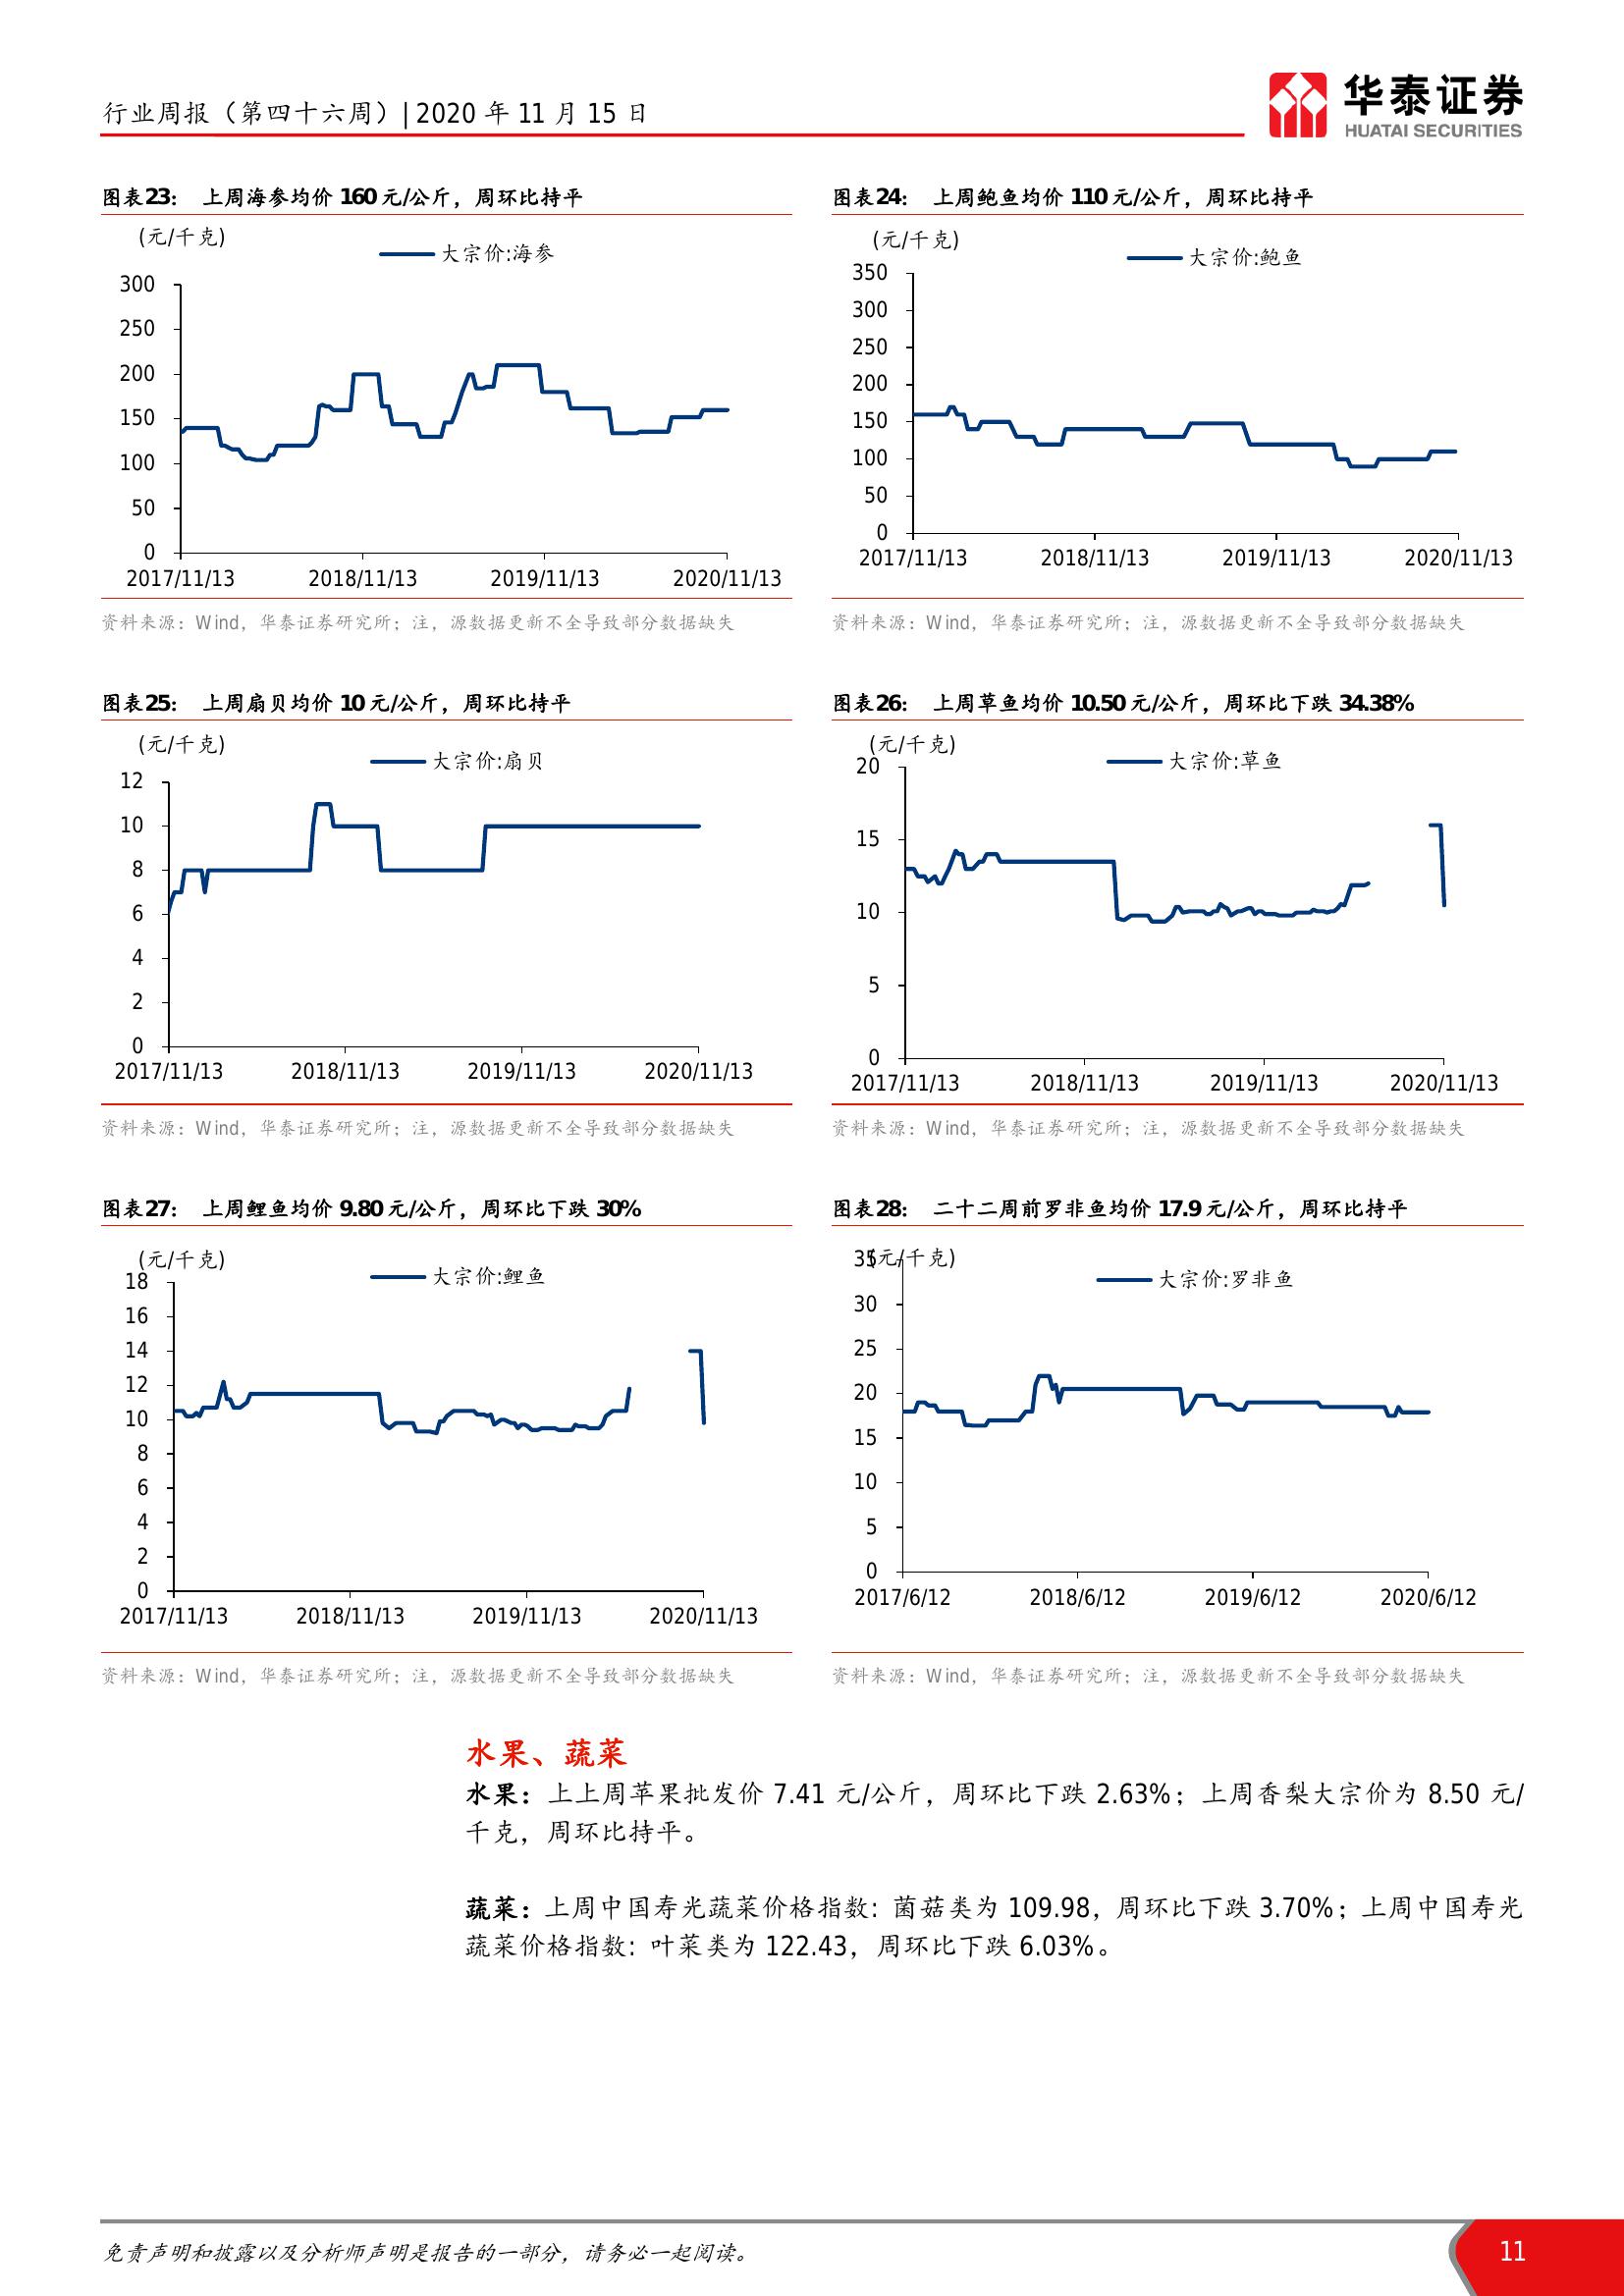 行业周报（第四十六周）| 2020 年 11 月 15 日
华泰证券
HUATAI SECURITIES
图表23： 上周海参均价 160 元/公斤，周环比持平
(元/千克)
大宗价:海参
300
250
200
150
100
50
0
2017/11/13 2018/11/13 2019/11/13 2020/11/13
资料来源：Wind，华泰证券研究所；注，源数据更新不全导致部分数据缺失
图表24： 上周鲍鱼均价 110 元/公斤，周环比持平
(元/千克)
大宗价:鲍鱼
350
300
250
200
150
100
50
0
2017/11/13 2018/11/13 2019/11/13 2020/11/13
资料来源：Wind，华泰证券研究所；注，源数据更新不全导致部分数据缺失
图表25： 上周扇贝均价 10 元/公斤，周环比持平
(元/千克)
大宗价:扇贝
12
10
8
6
4
2
0
2017/11/13 2018/11/13 2019/11/13 2020/11/13
资料来源：Wind，华泰证券研究所；注，源数据更新不全导致部分数据缺失
图表26： 上周草鱼均价 10.50 元/公斤，周环比下跌 34.38%
(元/千克)
大宗价:草鱼
20
15
10
5
0
2017/11/13 2018/11/13 2019/11/13 2020/11/13
资料来源：Wind，华泰证券研究所；注，源数据更新不全导致部分数据缺失
图表27： 上周鲤鱼均价 9.80 元/公斤，周环比下跌 30%
(元/千克)
大宗价:鲤鱼
18
16
14
12
10
8
6
4
2
0
2017/11/13 2018/11/13 2019/11/13 2020/11/13
资料来源：Wind，华泰证券研究所；注，源数据更新不全导致部分数据缺失
图表28： 二十二周前罗非鱼均价 17.9 元/公斤，周环比持平
(元/千克)
大宗价:罗非鱼
35
30
25
20
15
10
5
0
2017/6/12 2018/6/12 2019/6/12 2020/6/12
资料来源：Wind，华泰证券研究所；注，源数据更新不全导致部分数据缺失
水果、蔬菜
水果：上上周苹果批发价 7.41 元/公斤，周环比下跌 2.63%；上周香梨大宗价为 8.50 元/
千克，周环比持平。
蔬菜：上周中国寿光蔬菜价格指数: 菌菇类为 109.98，周环比下跌 3.70%；上周中国寿光
蔬菜价格指数: 叶菜类为 122.43，周环比下跌 6.03%。
免责声明和披露以及分析师声明是报告的一部分，请务必一起阅读。
11